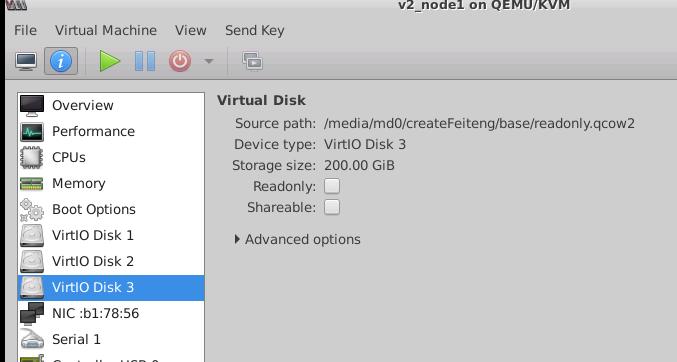 v2_node1 on QEMU/KVM
File Virtual Machine View Send Key
Overview
Performance
CPUs
Memory
Boot Options
VirtIO Disk 1
VirtIO Disk 2
VirtIO Disk 3
NIC :b1:78:56
Serial 1
Virtual Disk
Source path: /media/md0/createFeiteng/base/readonly.qcow2
Device type: VirtIO Disk 3
Storage size: 200.00 GiB
Readonly:
Shareable:
Advanced options